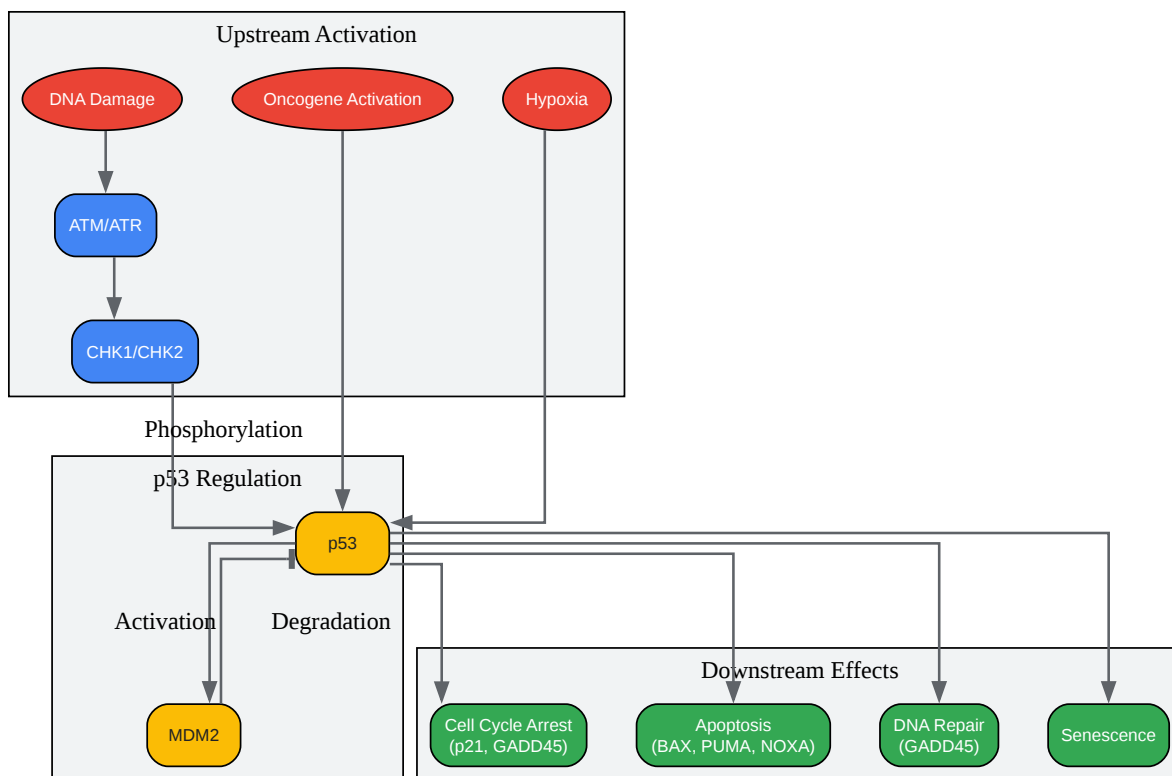 Upstream Activation
DNA Damage
Oncogene Activation
Hypoxia
ATM/ATR
CHK1/CHK2
Phosphorylation
p53 Regulation
p53
Activation
Degradation
Downstream Effects
MDM2
Cell Cycle Arrest
(p21, GADD45)
Apoptosis
(BAX, PUMA, NOXA)
DNA Repair
(GADD45)
Senescence